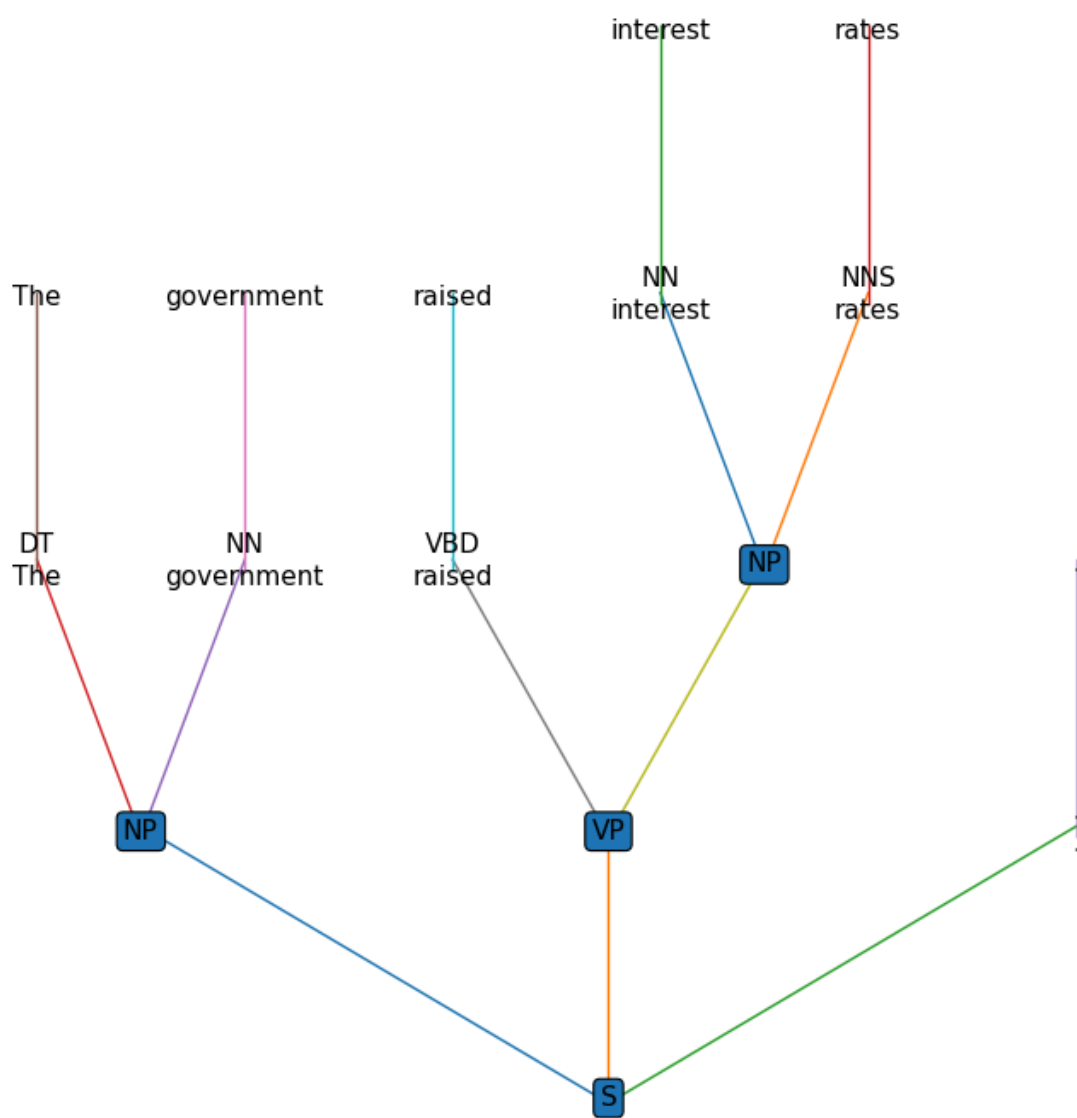 interest rates
NN NNS
interest rates
The government raised
DT NN VBD
The government raised
NP
NP VP
S